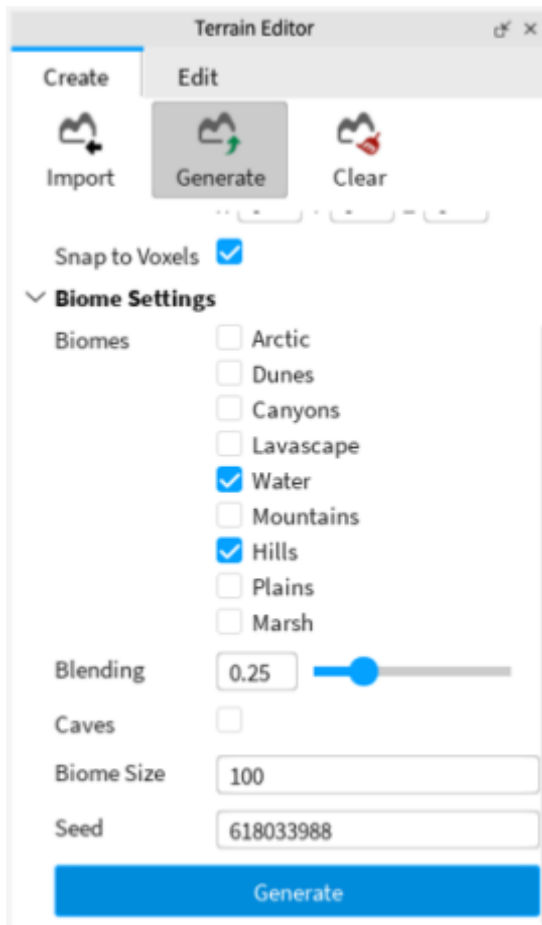 Terrain Editor
Create Edit
Import Generate Clear
Snap to Voxels
Biome Settings
Biomes Arctic
Dunes
Canyons
Lavascape
Water
Mountains
Hills
Plains
Marsh
Blending 0.25
Caves
Biome Size 100
Seed 618033988
Generate